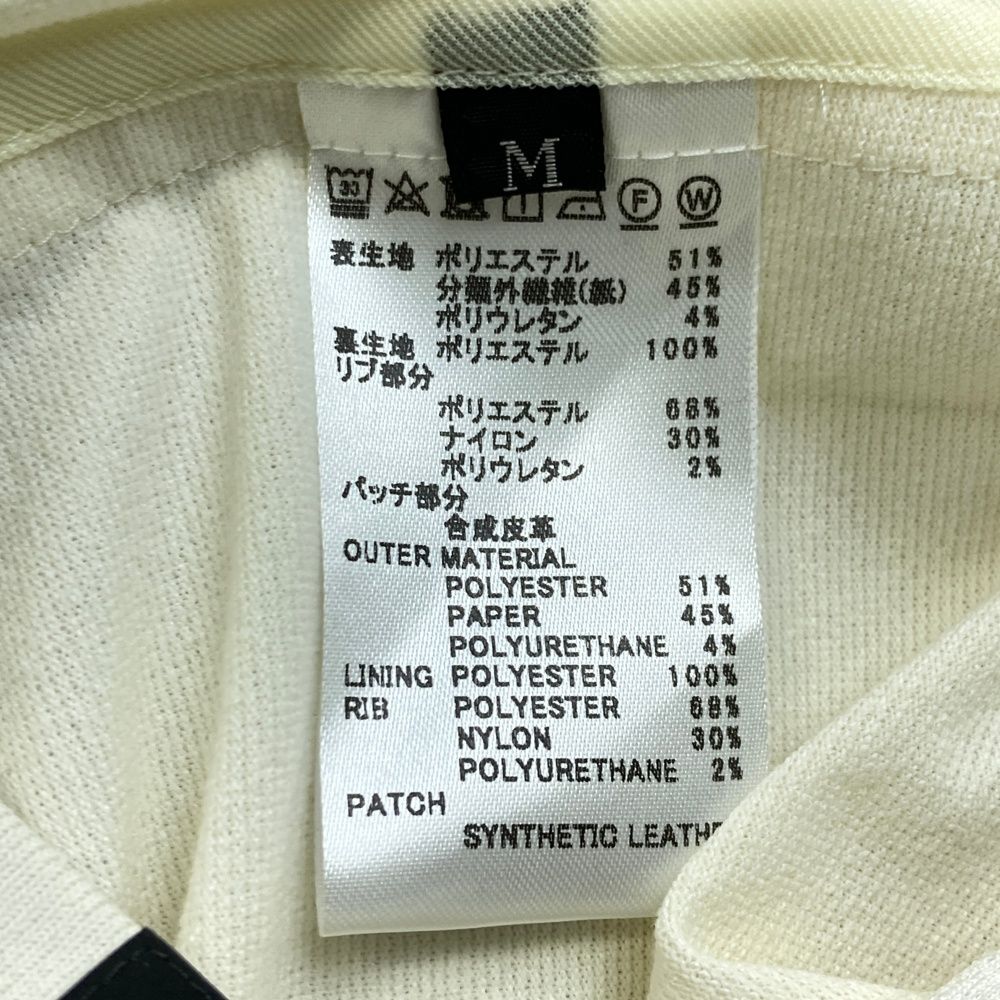 M
30 F W
表生地 ポリエステル 51%
分類外繊維(紙) 45%
ポリウレタン 4%
裏生地 ポリエステル 100%
リブ部分
ポリエステル 68%
ナイロン 30%
ポリウレタン 2%
パッチ部分
合成皮革
OUTER MATERIAL
POLYESTER 51%
PAPER 45%
POLYURETHANE 4%
LINING POLYESTER 100%
RIB POLYESTER 68%
NYLON 30%
POLYURETHANE 2%
PATCH
SYNTHETIC LEATHE